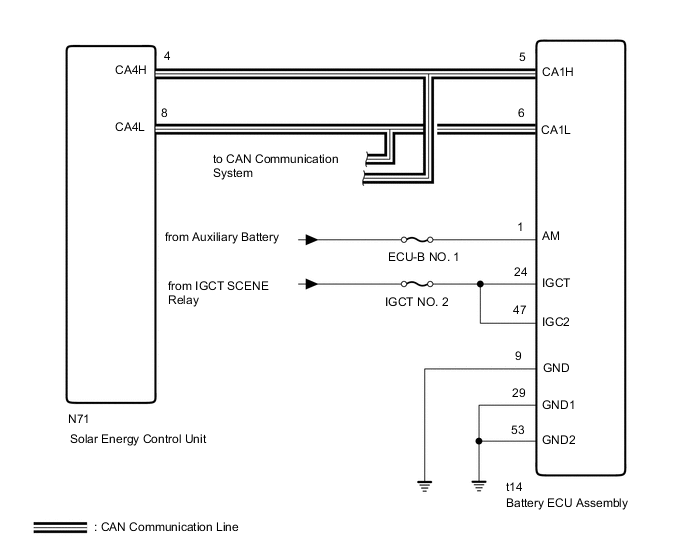 4
5
CA4H
CA1H
8
6
CA4L
CA1L
to CAN Communication
System
1
from Auxiliary Battery
AM
ECU-B NO. 1
24
from IGCT SCENE
Relay
IGCT
IGCT NO. 2
47
IGC2
9
GND
29
GND1
53
GND2
N71
Solar Energy Control Unit
t14
Battery ECU Assembly
: CAN Communication Line